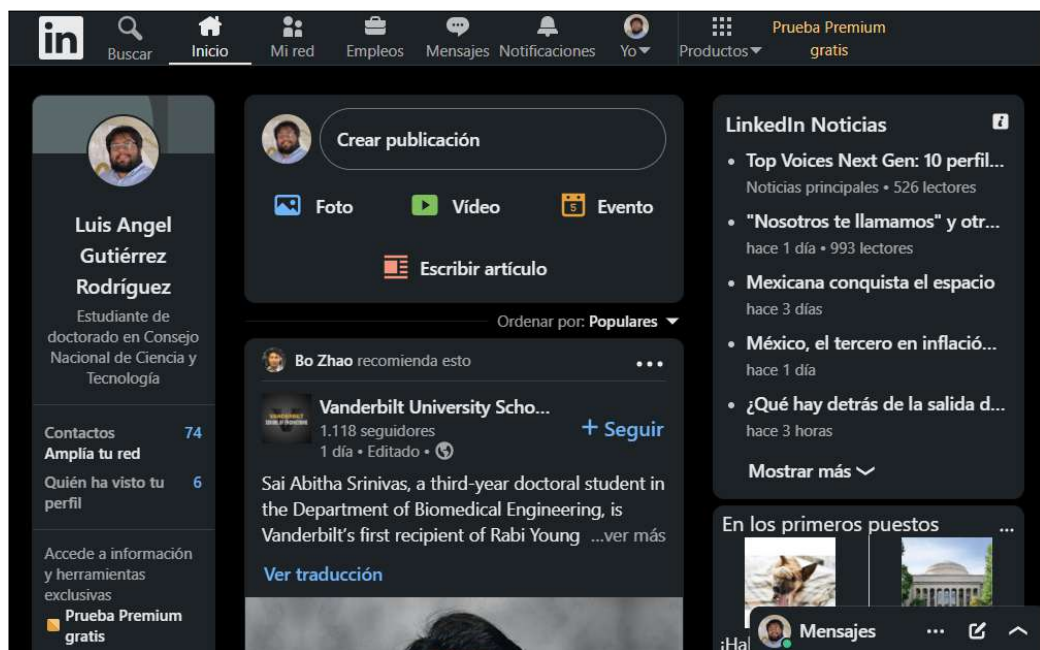 in
Buscar
Inicio
Mi red
Empleos
Mensajes
Notificaciones
Yo
Productos
Prueba Premium
gratis
Luis Angel
Gutiérrez
Rodríguez
Estudiante de
doctorado en Consejo
Nacional de Ciencia y
Tecnología
Contactos 74
Amplía tu red
Quién ha visto tu 6
perfil
Accede a información
y herramientas
exclusivas
Prueba Premium
gratis
Crear publicación
Foto
Vídeo
5
Evento
Escribir artículo
Ordenar por: Populares
Bo Zhao recomienda esto
...
Vanderbilt University Scho...
1.118 seguidores
1 día • Editado •
+ Seguir
Sai Abitha Srinivas, a third-year doctoral student in
the Department of Biomedical Engineering, is
Vanderbilt's first recipient of Rabi Young ...ver más
Ver traducción
LinkedIn Noticias
i
• Top Voices Next Gen: 10 perfil...
Noticias principales • 526 lectores
• "Nosotros te llamamos" y otr...
hace 1 día • 993 lectores
• Mexicana conquista el espacio
hace 3 días
• México, el tercero en inflació...
hace 1 día
• ¿Qué hay detrás de la salida d...
hace 3 horas
Mostrar más
En los primeros puestos ...
¡Hal
Mensajes ...